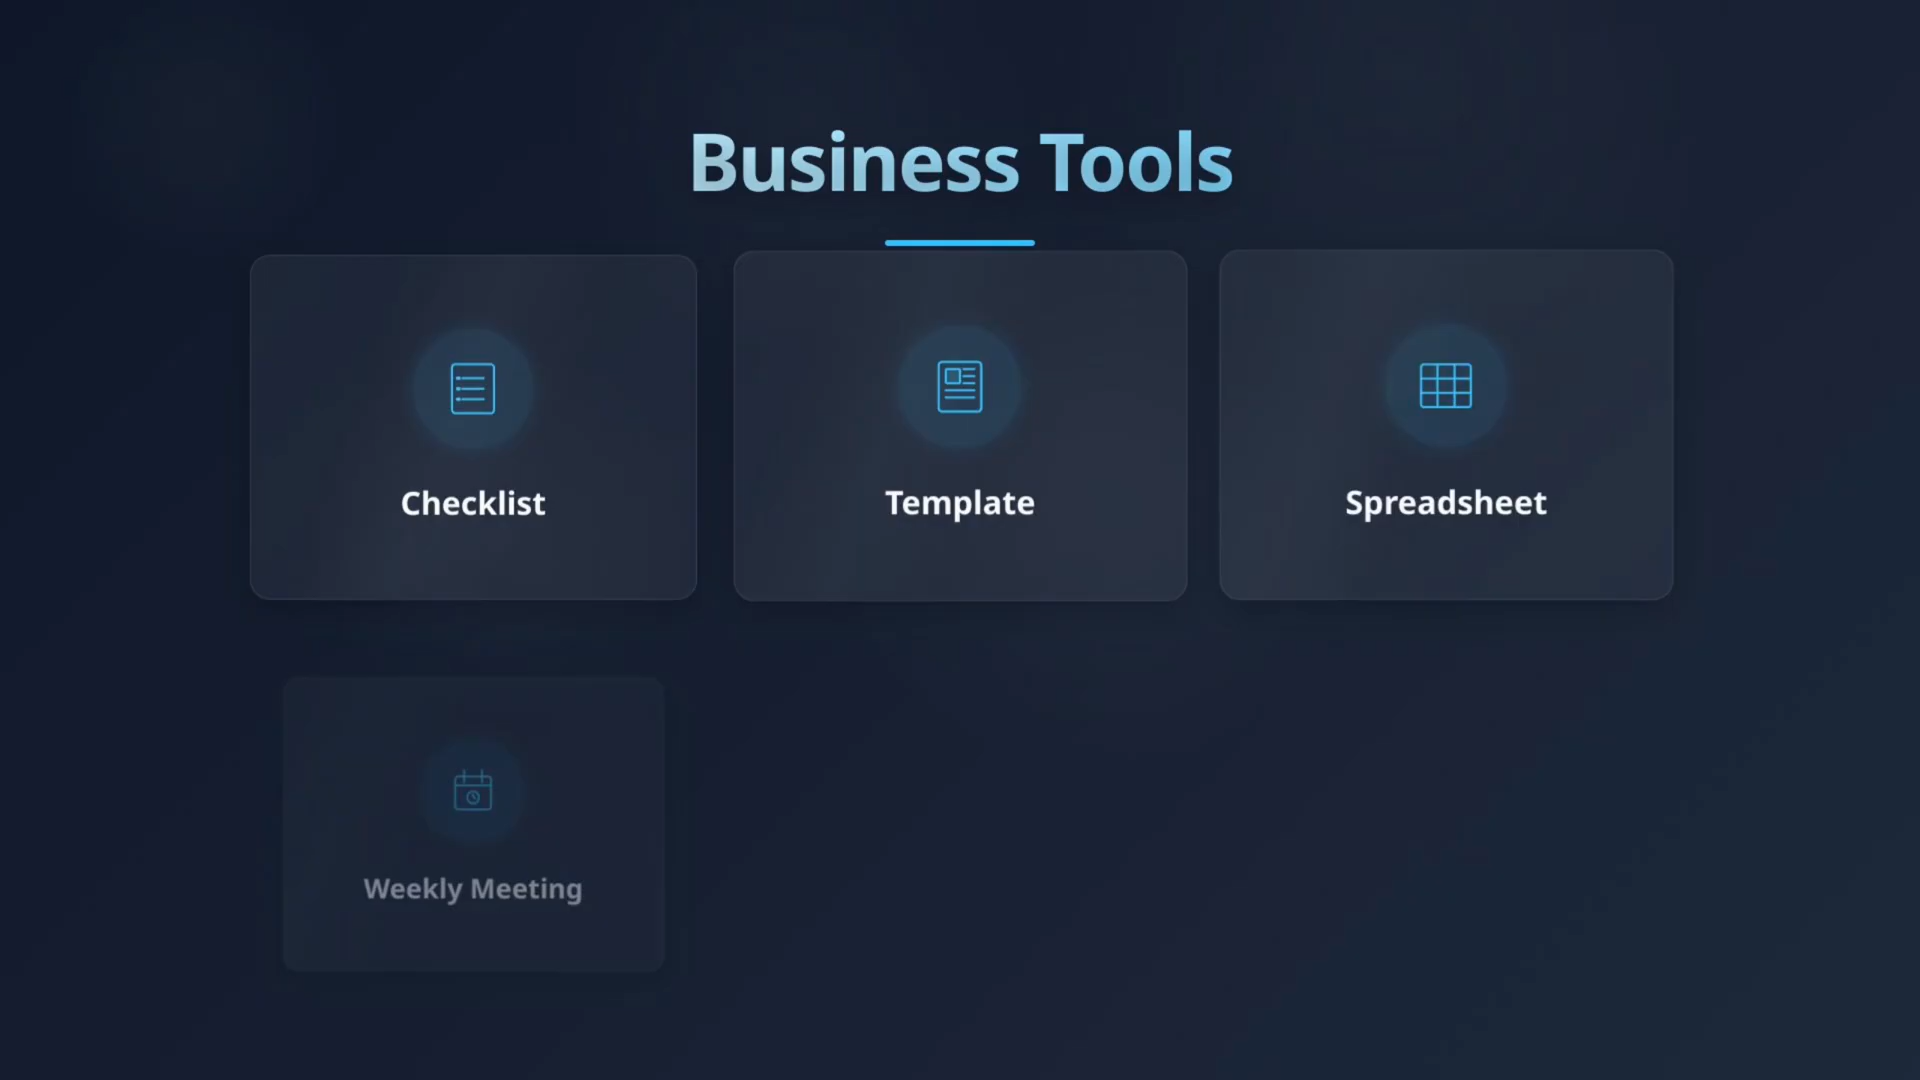 Business Tools
Checklist
Template
Spreadsheet
Weekly Meeting